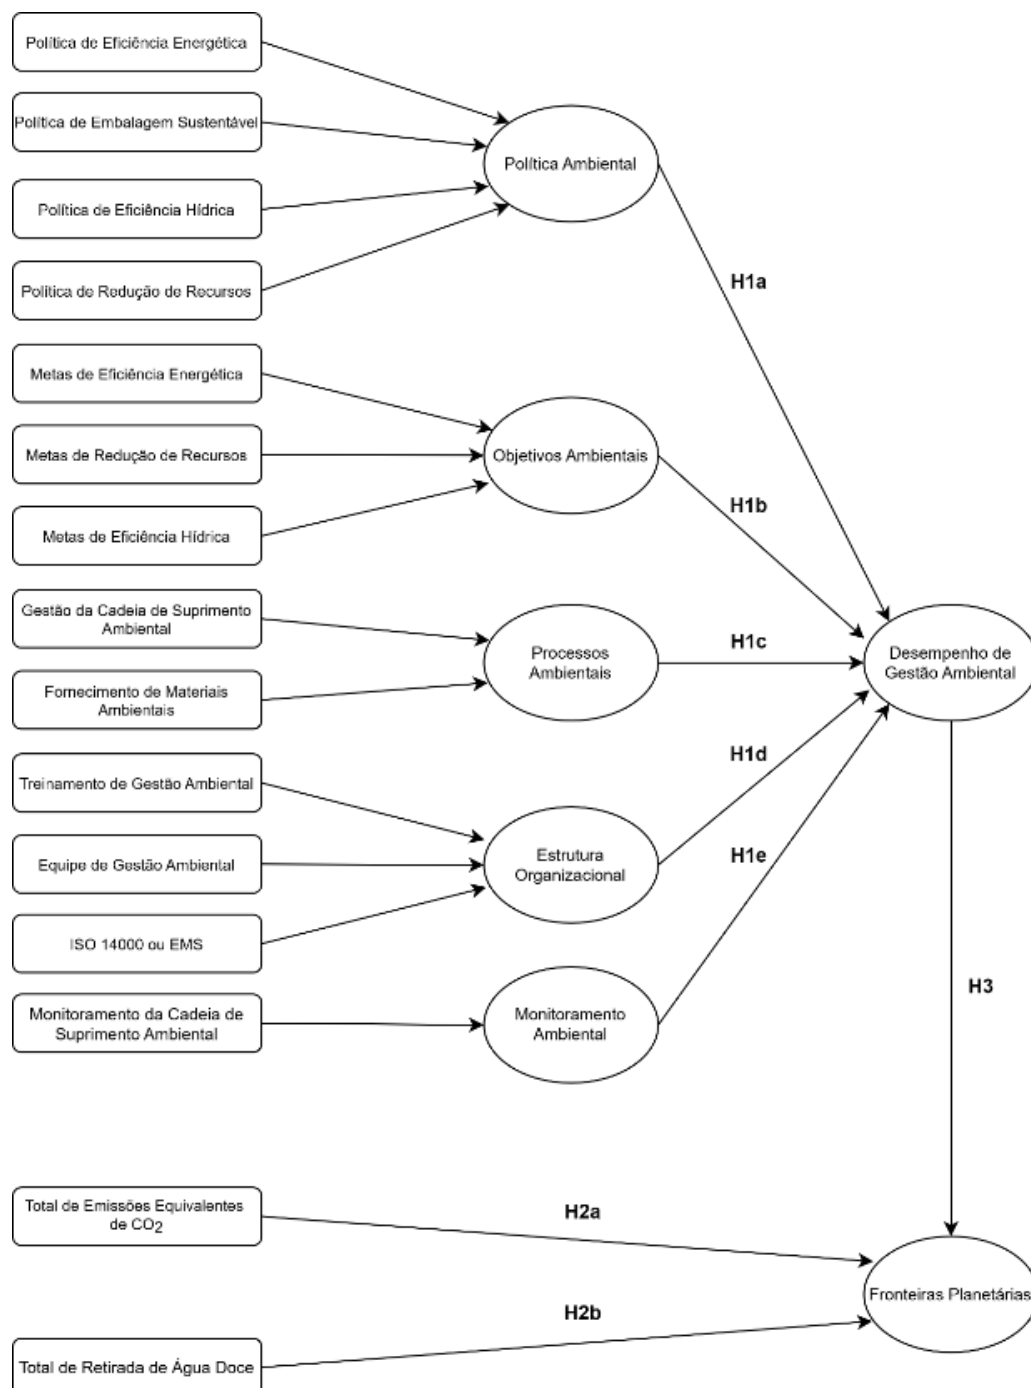 Política de Eficiência Energética
Política de Embalagem Sustentável
Política de Eficiência Hídrica
Política de Redução de Recursos
Política Ambiental
H1a
Metas de Eficiência Energética
Metas de Redução de Recursos
Metas de Eficiência Hídrica
Objetivos Ambientais
H1b
Gestão da Cadeia de Suprimento
Ambiental
Fornecimento de Materiais
Ambientais
Processos
Ambientais
H1c
Desempenho de
Gestão Ambiental
Treinamento de Gestão Ambiental
Equipe de Gestão Ambiental
ISO 14000 ou EMS
Estrutura
Organizacional
H1d
Monitoramento da Cadeia de
Suprimento Ambiental
Monitoramento
Ambiental
H1e
H3
Total de Emissões Equivalentes
de CO2
H2a
Total de Retirada de Água Doce
H2b
Fronteiras Planetárias